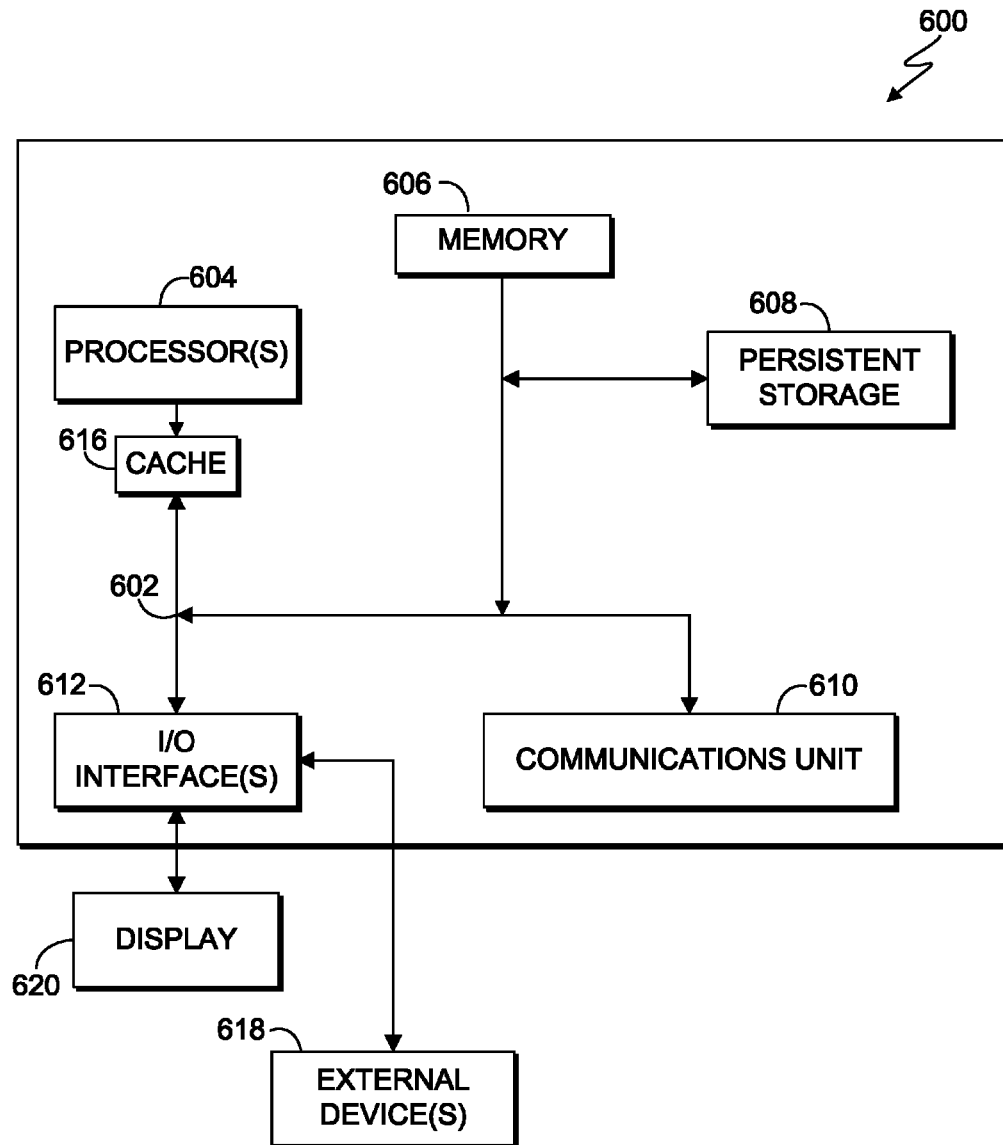 600
606
MEMORY
604
PROCESSOR(S)
608
PERSISTENT
STORAGE
616
CACHE
602
612
I/O
INTERFACE(S)
610
COMMUNICATIONS UNIT
DISPLAY
620
618
EXTERNAL
DEVICE(S)